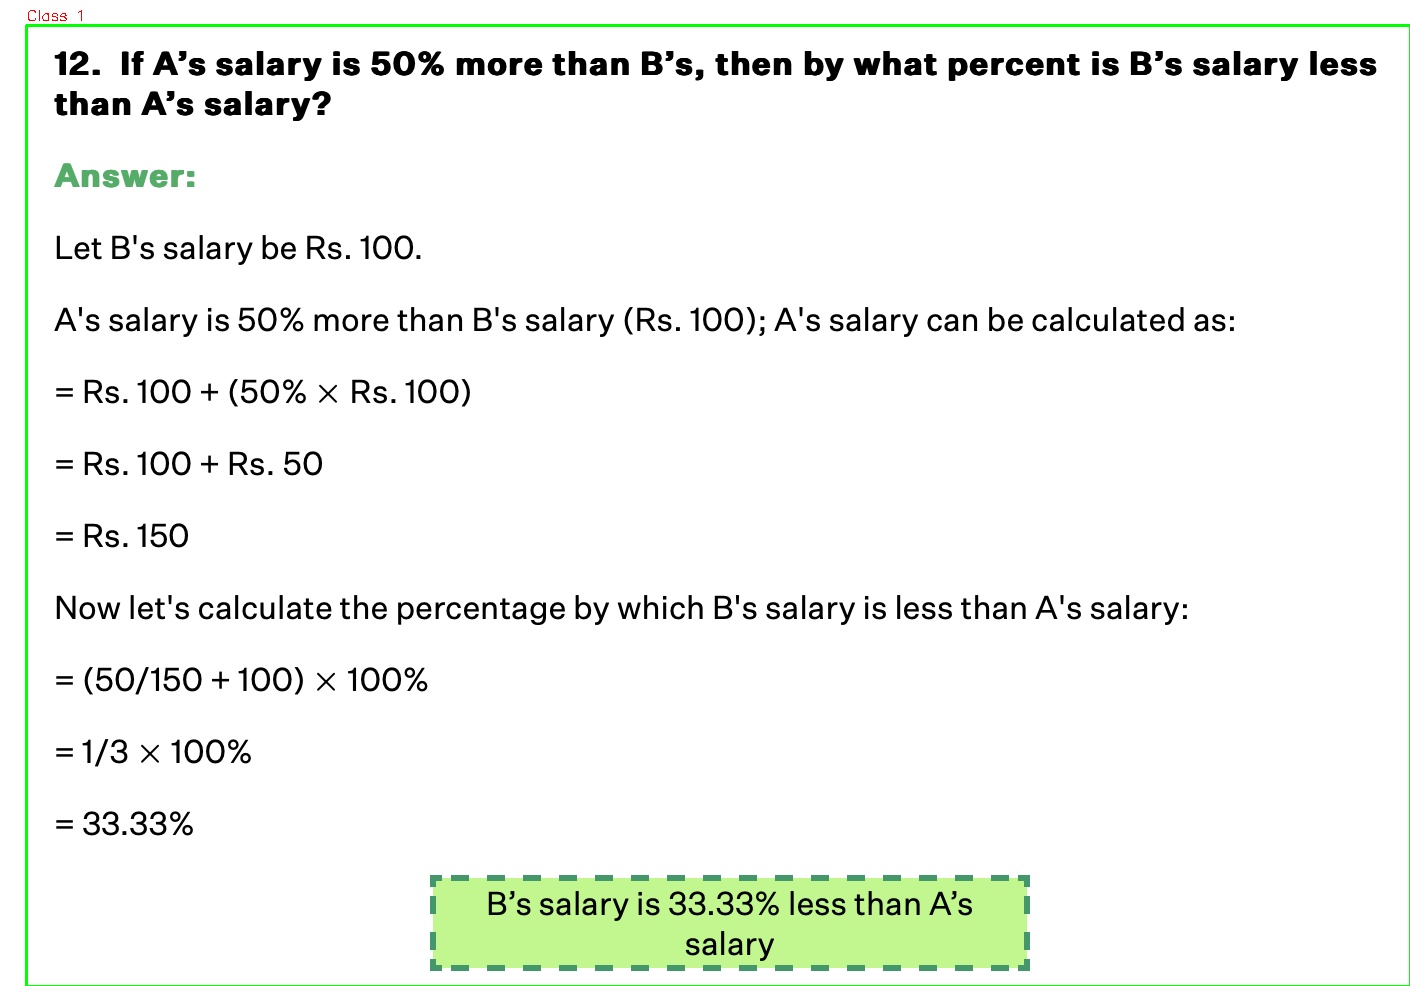 Class 1
12.  If A’s salary is 50% more than B’s, then by what percent is B’s salary less
than A’s salary?
Answer:
Let B's salary be Rs. 100.
A's salary is 50% more than B's salary (Rs. 100); A's salary can be calculated as:
= Rs. 100 + (50% × Rs. 100)
= Rs. 100 + Rs. 50
= Rs. 150
Now let's calculate the percentage by which B's salary is less than A's salary:
= (50/150 + 100) × 100%
= 1/3 × 100%
= 33.33%
B’s salary is 33.33% less than A’s
salary